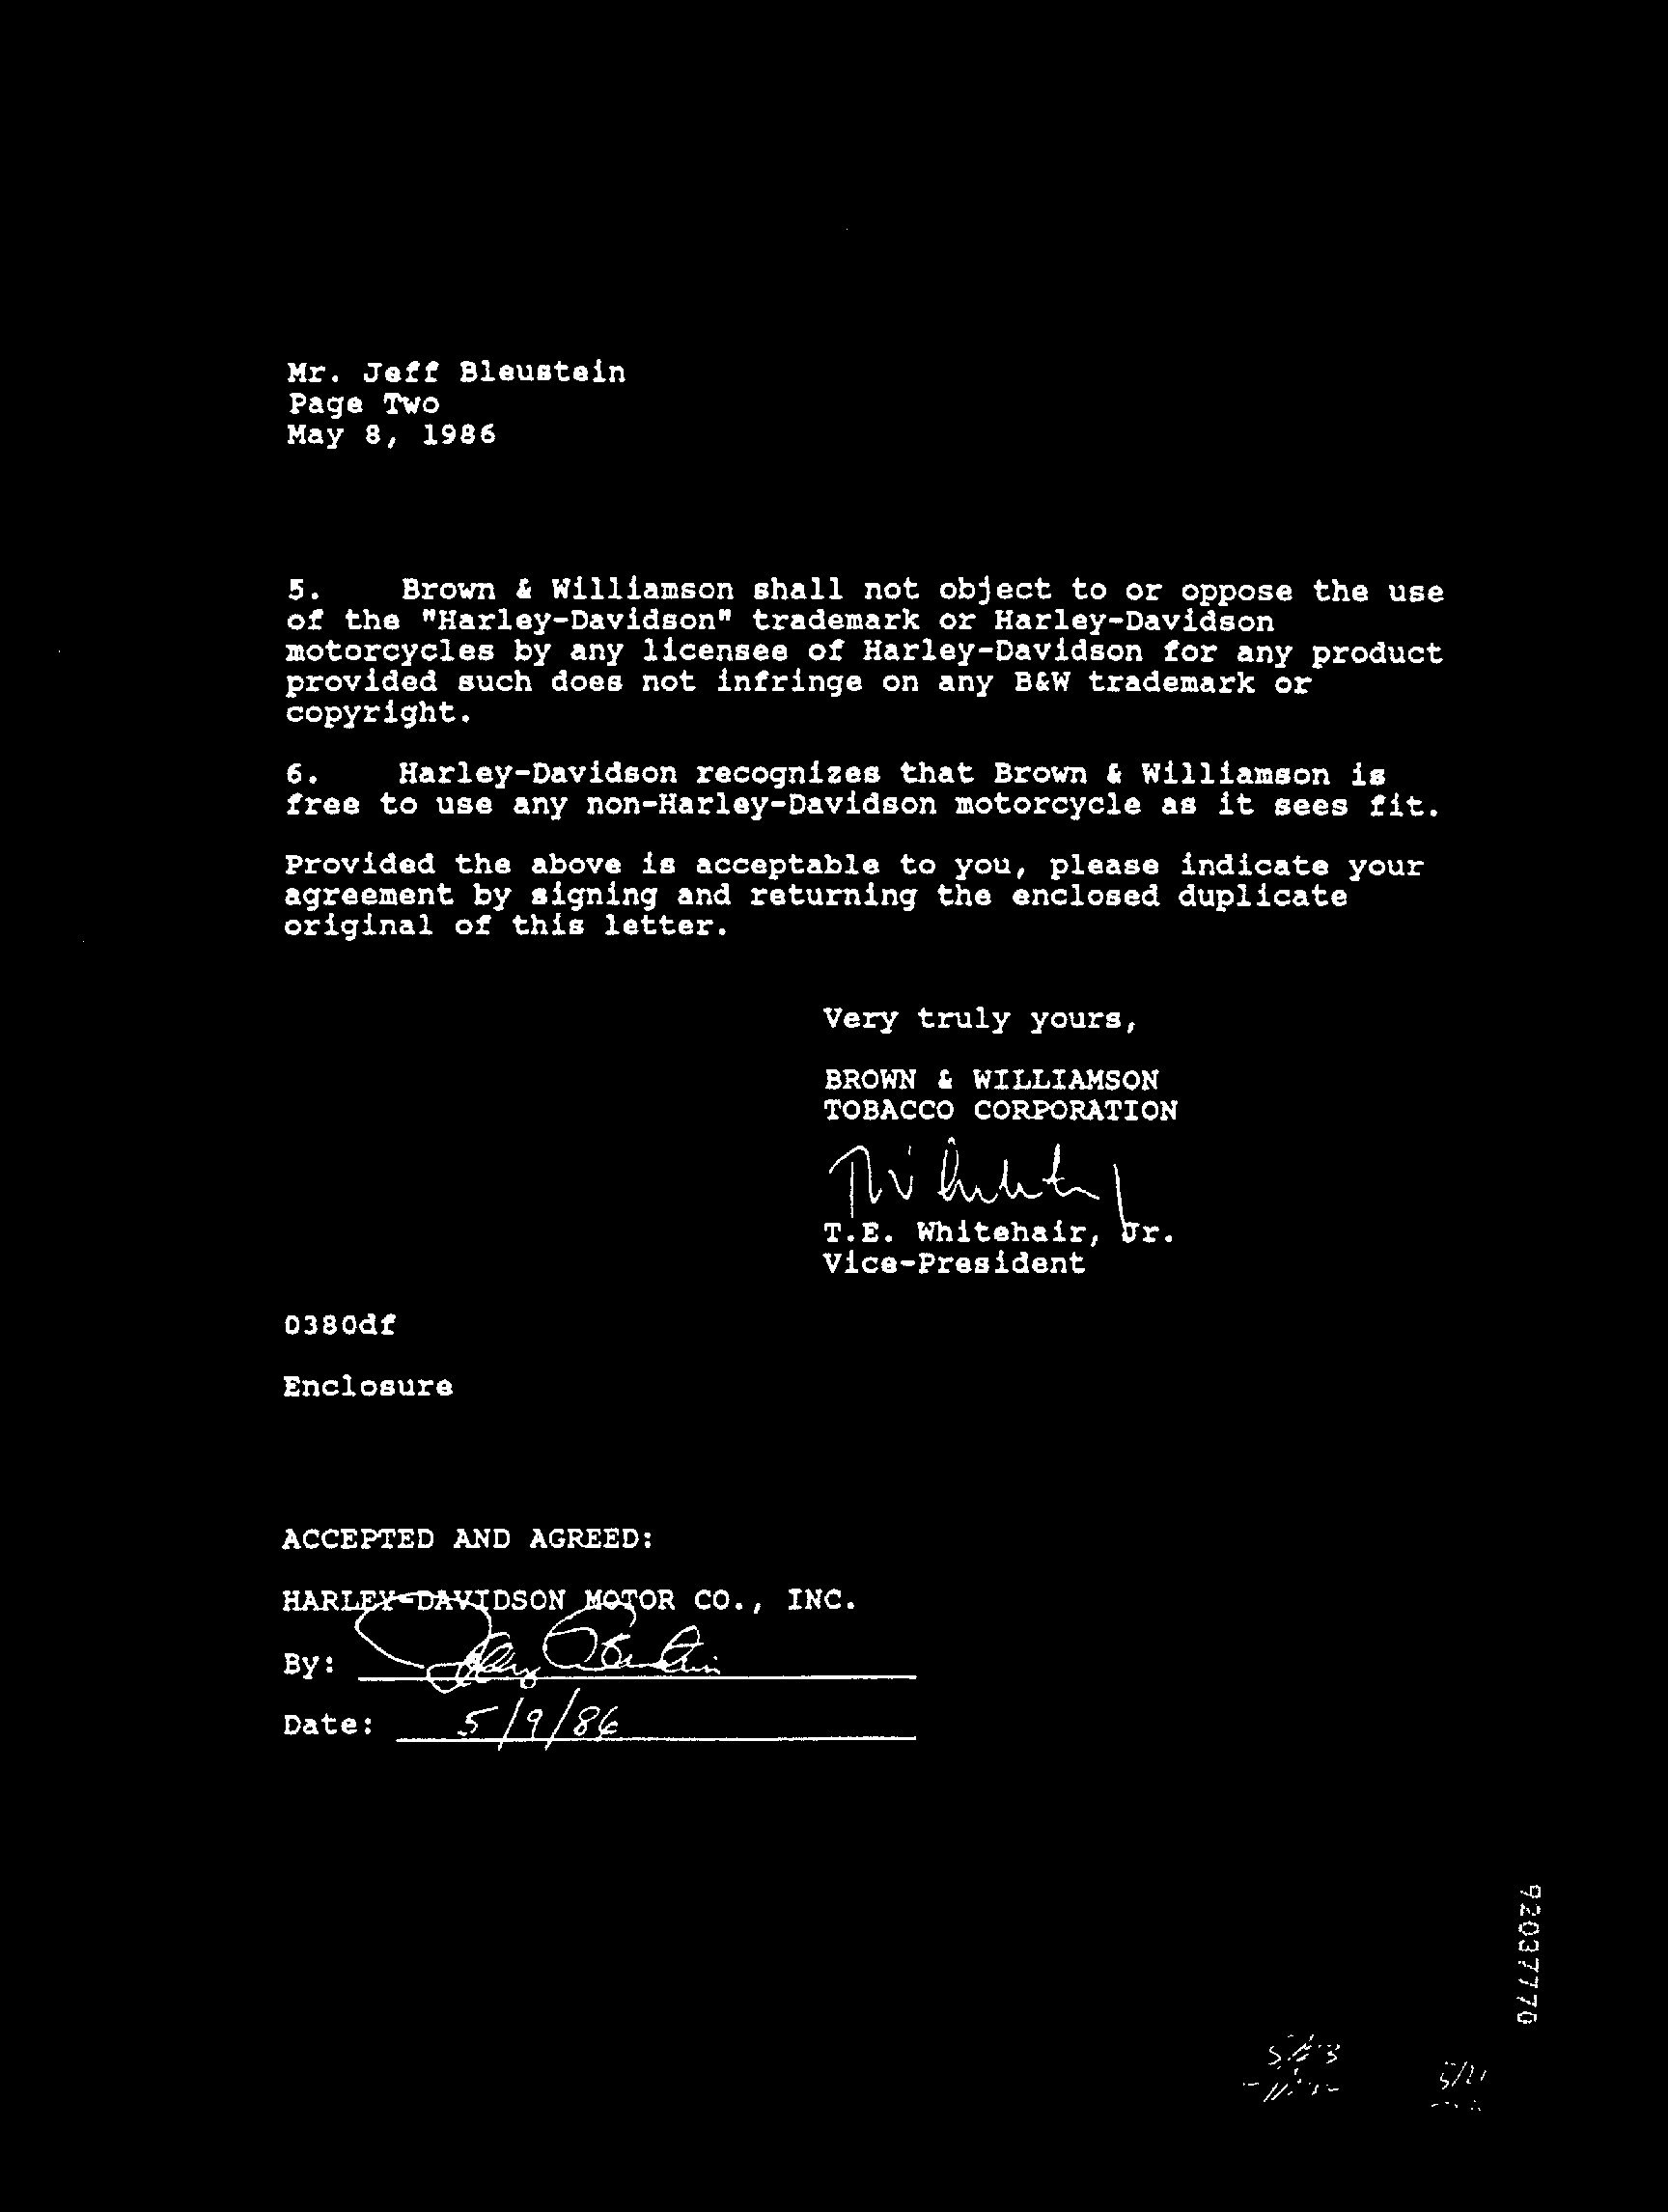 Mr. Jeff Bleustein
Page Two
May 8, 1986
5. Brown & Williamson shall not object to or oppose the use
of the "Harley-Davidson" trademark or Harley-Davidson
motorcycles by any licensee of Harley-Davidson for any product
provided such does not infringe on any B&W trademark or
copyright.
6. Harley-Davidson recognizes that Brown & Williamson is
free to use any non-Harley-Davidson motorcycle as it sees fit.
Provided the above is acceptable to you, please indicate your
agreement by signing and returning the enclosed duplicate
original of this letter.
Very truly yours,
BROWN & WILLIAMSON
TOBACCO CORPORATION
T.E. Whitehair, Jr.
Vice-President
0380df
Enclosure
ACCEPTED AND AGREED:
HARLEY-DAVIDSON MOTOR CO., INC.
By:
Date: 5/9/86
92037770